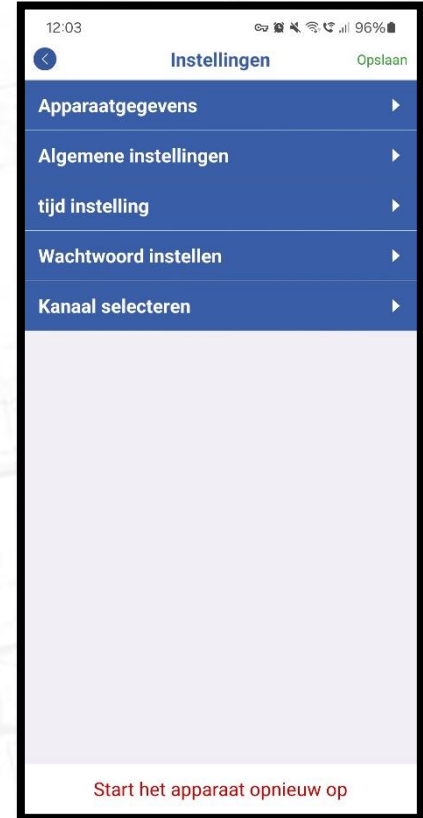 12:03 96%
Instellingen Opslaan
Apparaatgegevens
Algemene instellingen
tijd instelling
Wachtwoord instellen
Kanaal selecteren
Start het apparaat opnieuw op